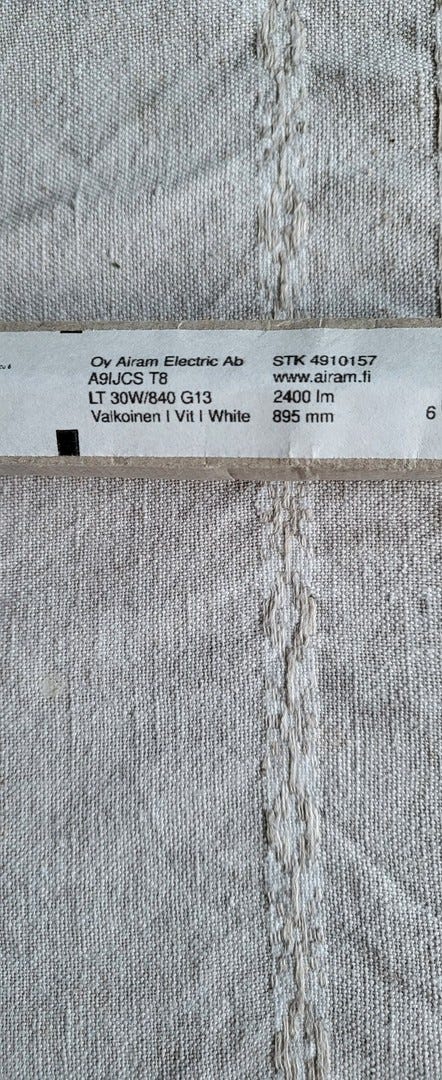 Oy Airam Electric Ab STK 4910157
A9IJCS T8 www.airam.fi
LT 30W/840 G13 2400 lm
Valkoinen I Vit I White 895 mm
6